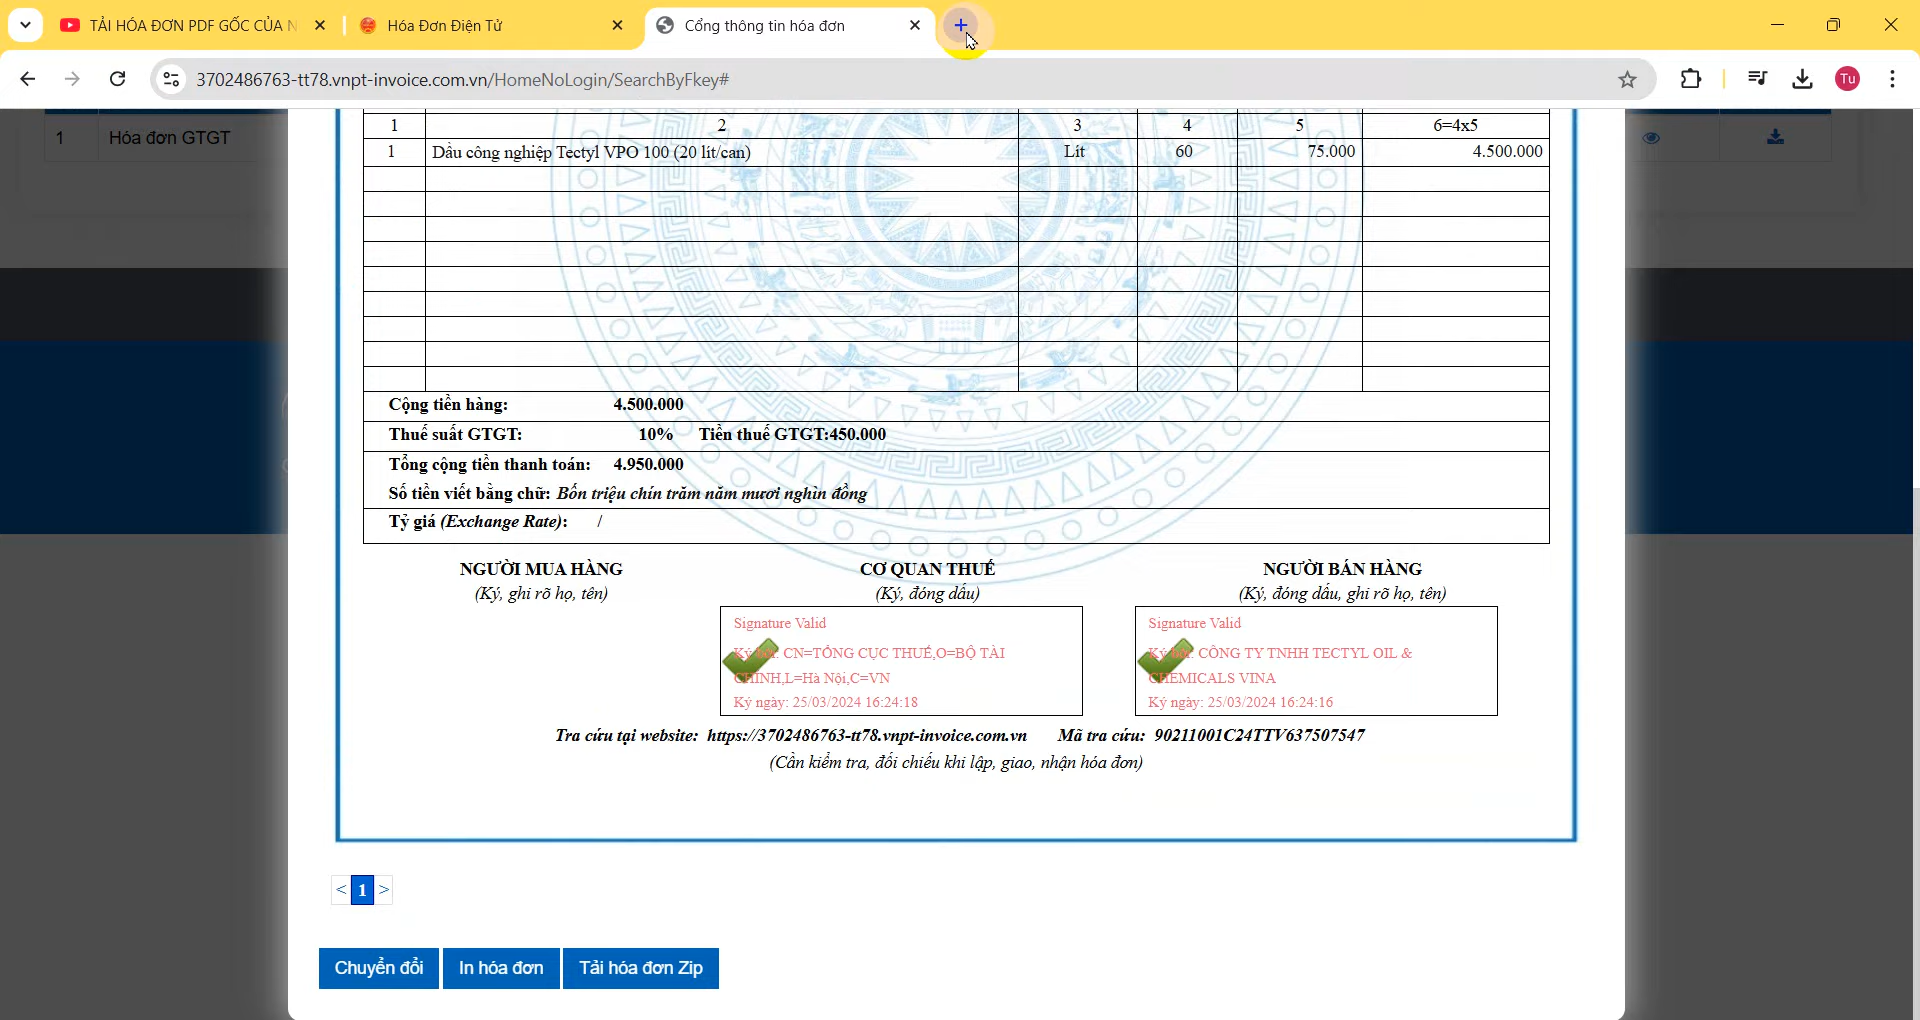 TẢI HÓA ĐƠN PDF GỐC CỦA N
Hóa Đơn Điện Tử
Cổng thông tin hóa đơn
3702486763-tt78.vnpt-invoice.com.vn/HomeNoLogin/SearchByFkey#
Tu
1 Hóa đơn GTGT
1 2 3 4 5 6=4x5
1 Dầu công nghiệp Tectyl VPO 100 (20 lít/can) Lít 60 75.000 4.500.000
Cộng tiền hàng: 4.500.000
Thuế suất GTGT: 10% Tiền thuế GTGT:450.000
Tổng cộng tiền thanh toán: 4.950.000
Số tiền viết bằng chữ: Bốn triệu chín trăm năm mươi nghìn đồng
Tỷ giá (Exchange Rate): /
NGƯỜI MUA HÀNG CƠ QUAN THUẾ NGƯỜI BÁN HÀNG
(Ký, ghi rõ họ, tên) (Ký, đóng dấu) (Ký, đóng dấu, ghi rõ họ, tên)
Signature Valid
Ký bởi: CN=TỔNG CỤC THUẾ,O=BỘ TÀI
CHÍNH,L=Hà Nội,C=VN
Ký ngày: 25/03/2024 16:24:18
Signature Valid
Ký bởi: CÔNG TY TNHH TECTYL OIL &
CHEMICALS VINA
Ký ngày: 25/03/2024 16:24:16
Tra cứu tại website: https://3702486763-tt78.vnpt-invoice.com.vn Mã tra cứu: 90211001C24TTV637507547
(Cần kiểm tra, đối chiếu khi lập, giao, nhận hóa đơn)
< 1 >
Chuyển đổi In hóa đơn Tải hóa đơn Zip